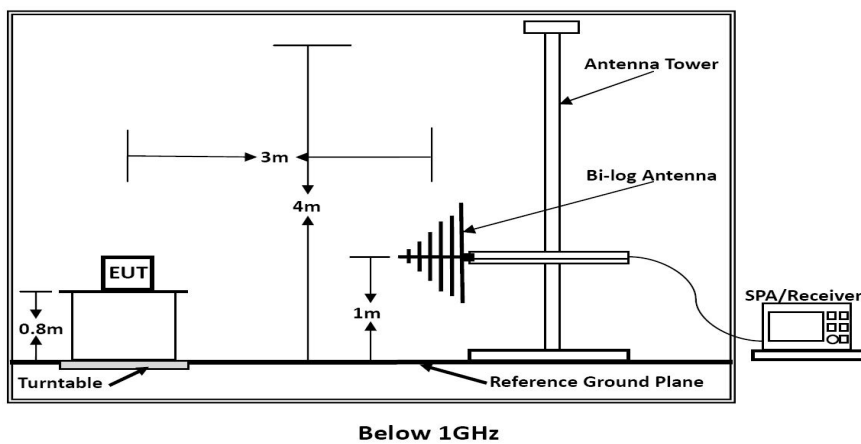 Antenna Tower
3m
Bi-log Antenna
4m
EUT
SPA/Receiver
0.8m
1m
Turntable
Reference Ground Plane
Below 1GHz